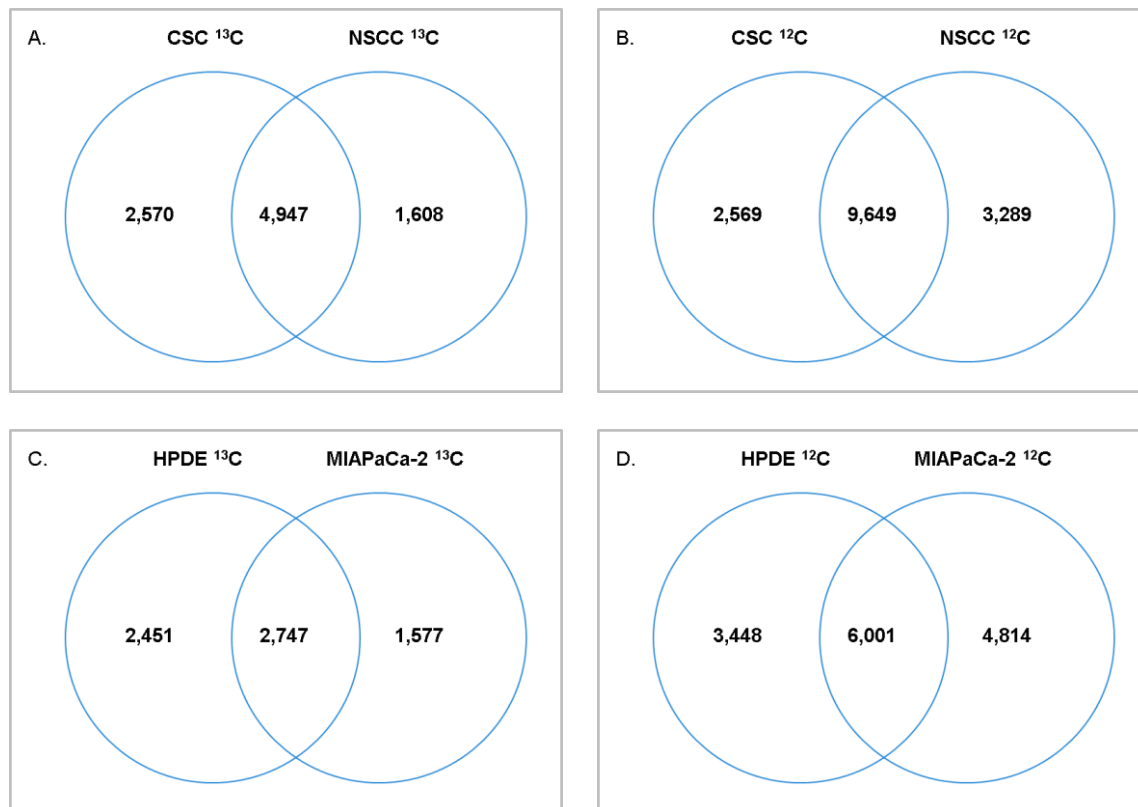 A. CSC ¹³C NSCC ¹³C
2,570 4,947 1,608
B. CSC ¹²C NSCC ¹²C
2,569 9,649 3,289
C. HPDE ¹³C MIAPaCa-2 ¹³C
2,451 2,747 1,577
D. HPDE ¹²C MIAPaCa-2 ¹²C
3,448 6,001 4,814